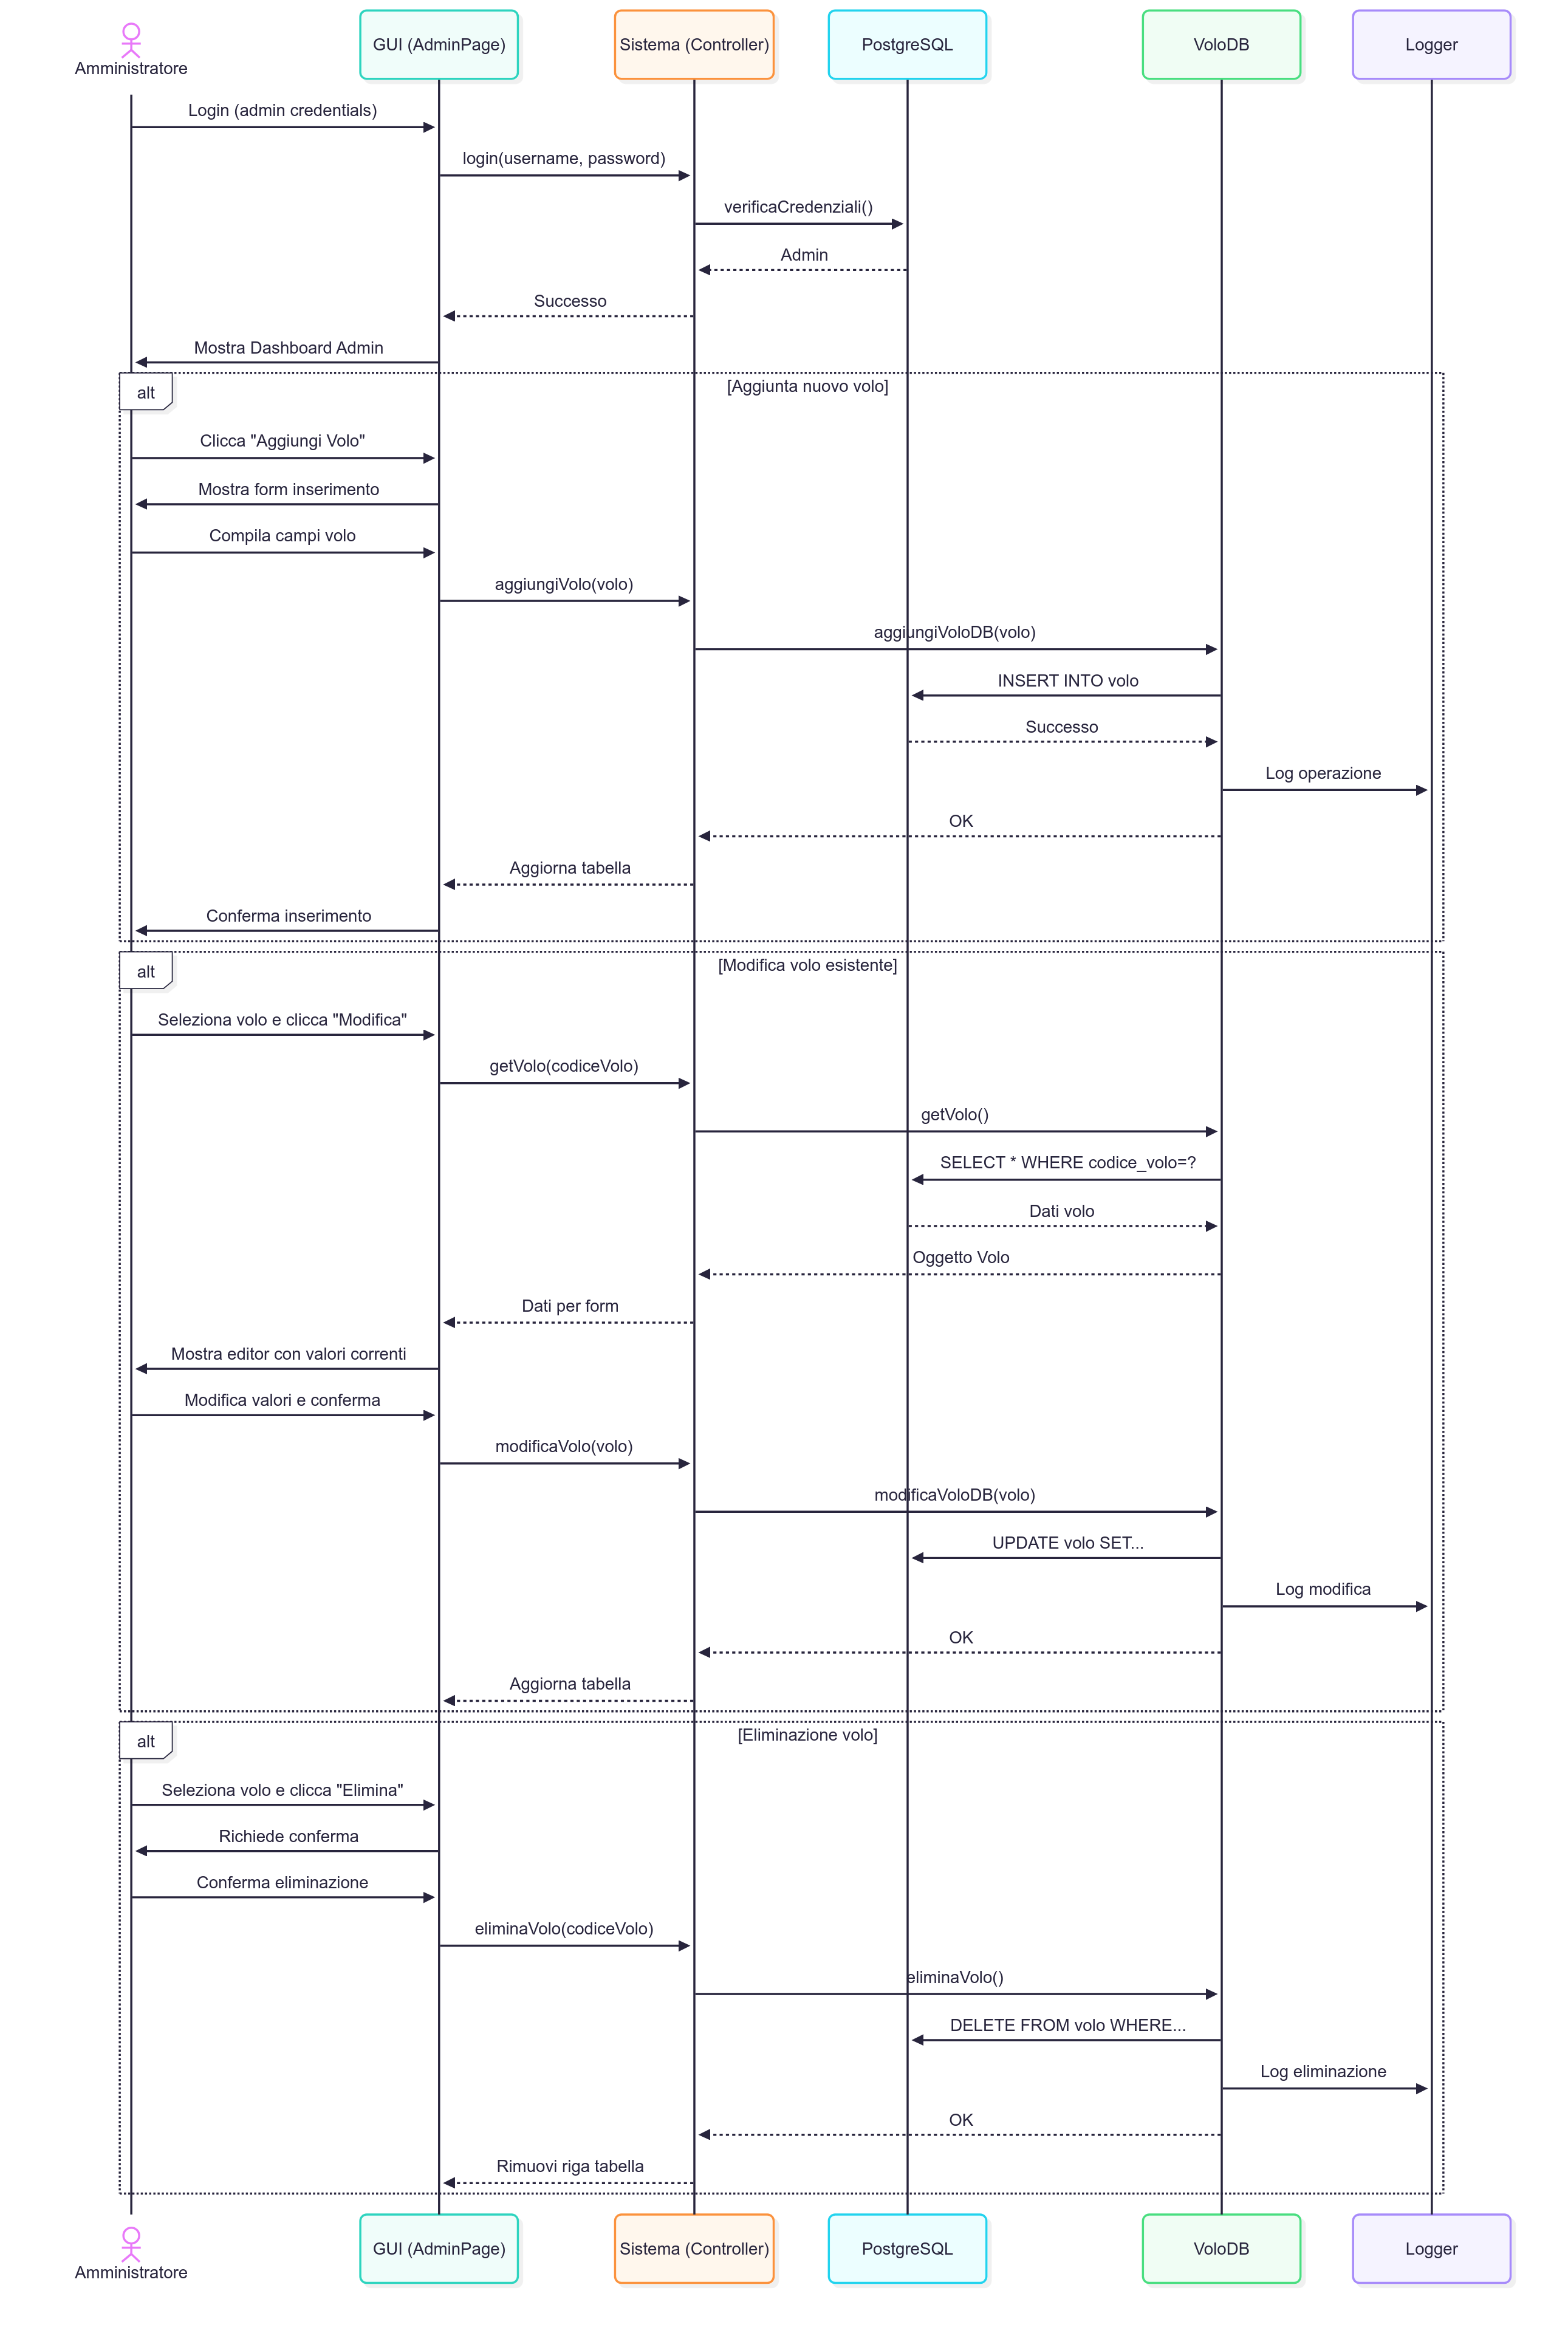 Amministratore
GUI (AdminPage)
Sistema (Controller)
PostgreSQL
VoloDB
Logger
Login (admin credentials)
login(username, password)
verificaCredenziali()
Admin
Successo
Mostra Dashboard Admin
alt
[Aggiunta nuovo volo]
Clicca "Aggiungi Volo"
Mostra form inserimento
Compila campi volo
aggiungiVolo(volo)
aggiungiVoloDB(volo)
INSERT INTO volo
Successo
Log operazione
OK
Aggiorna tabella
Conferma inserimento
alt
[Modifica volo esistente]
Seleziona volo e clicca "Modifica"
getVolo(codiceVolo)
getVolo()
SELECT * WHERE codice_volo=?
Dati volo
Oggetto Volo
Dati per form
Mostra editor con valori correnti
Modifica valori e conferma
modificaVolo(volo)
modificaVoloDB(volo)
UPDATE volo SET...
Log modifica
OK
Aggiorna tabella
alt
[Eliminazione volo]
Seleziona volo e clicca "Elimina"
Richiede conferma
Conferma eliminazione
eliminaVolo(codiceVolo)
eliminaVolo()
DELETE FROM volo WHERE...
Log eliminazione
OK
Rimuovi riga tabella
Amministratore
GUI (AdminPage)
Sistema (Controller)
PostgreSQL
VoloDB
Logger